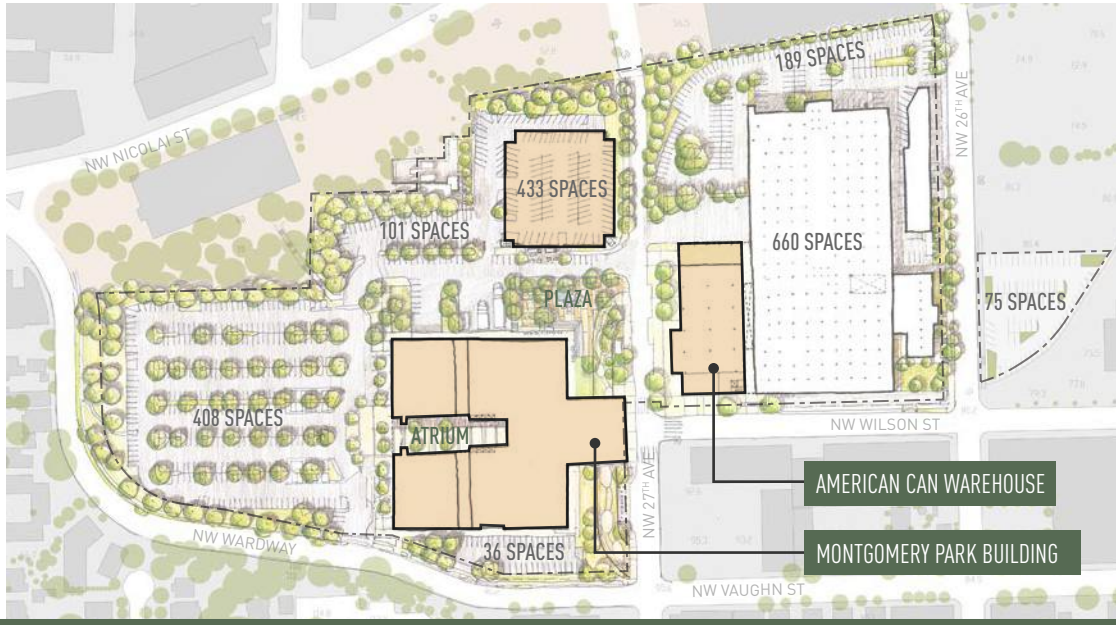 189 SPACES
NW 26TH AVE
NW NICOLAI ST
433 SPACES
101 SPACES
660 SPACES
PLAZA
75 SPACES
408 SPACES
ATRIUM
NW WILSON ST
NW 27TH AVE
AMERICAN CAN WAREHOUSE
36 SPACES
NW WARDWAY
MONTGOMERY PARK BUILDING
NW VAUGHN ST